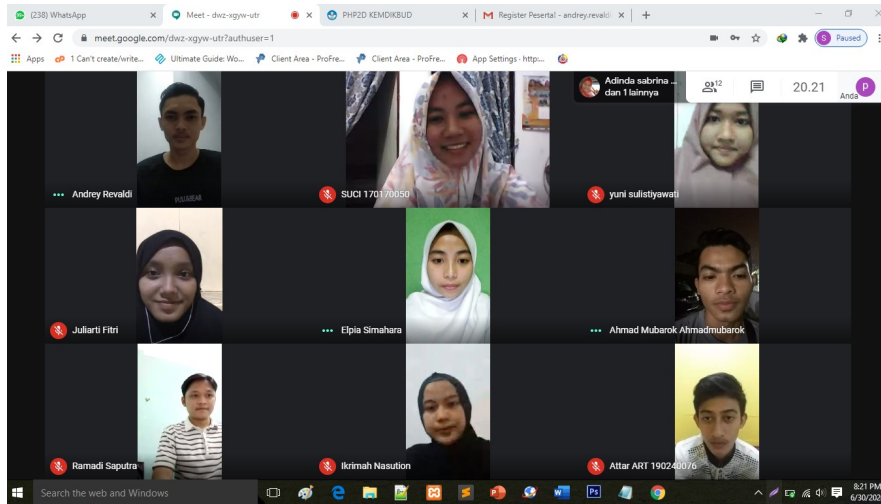 (238) WhatsApp
Meet - dwz-xgyw-utr
PHP2D KEMDIKBUD
Register Peserta! - andrey.revaldi
meet.google.com/dwz-xgyw-utr?authuser=1
S Paused
Apps
1 Can't create/write...
Ultimate Guide: Wo...
Client Area - ProFre...
Client Area - ProFre...
App Settings · http:...
Adinda sabrina ...
dan 1 lainnya
12
20.21
Anda
P
PULL&BEAR
Andrey Revaldi
SUCI 170170050
yuni sulistiyawati
Juliarti Fitri
Elpia Simahara
Ahmad Mubarok Ahmadmubarok
Ramadi Saputra
Ikrimah Nasution
Attar ART 190240076
Search the web and Windows
Ps
8:21 PM
6/30/202